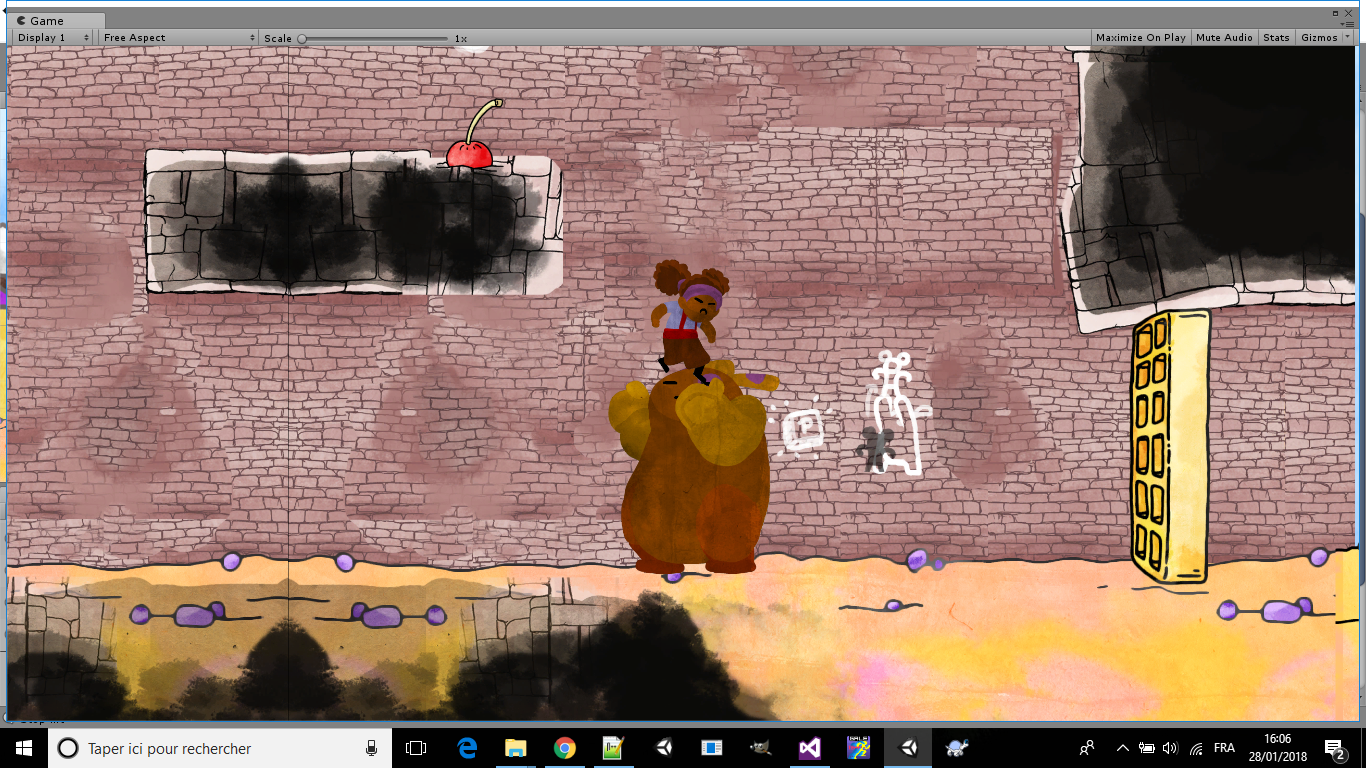 Game
Display 1 Free Aspect Scale 1x Maximize On Play Mute Audio Stats Gizmos
P
Taper ici pour rechercher
FRA
16:06
28/01/2018
2